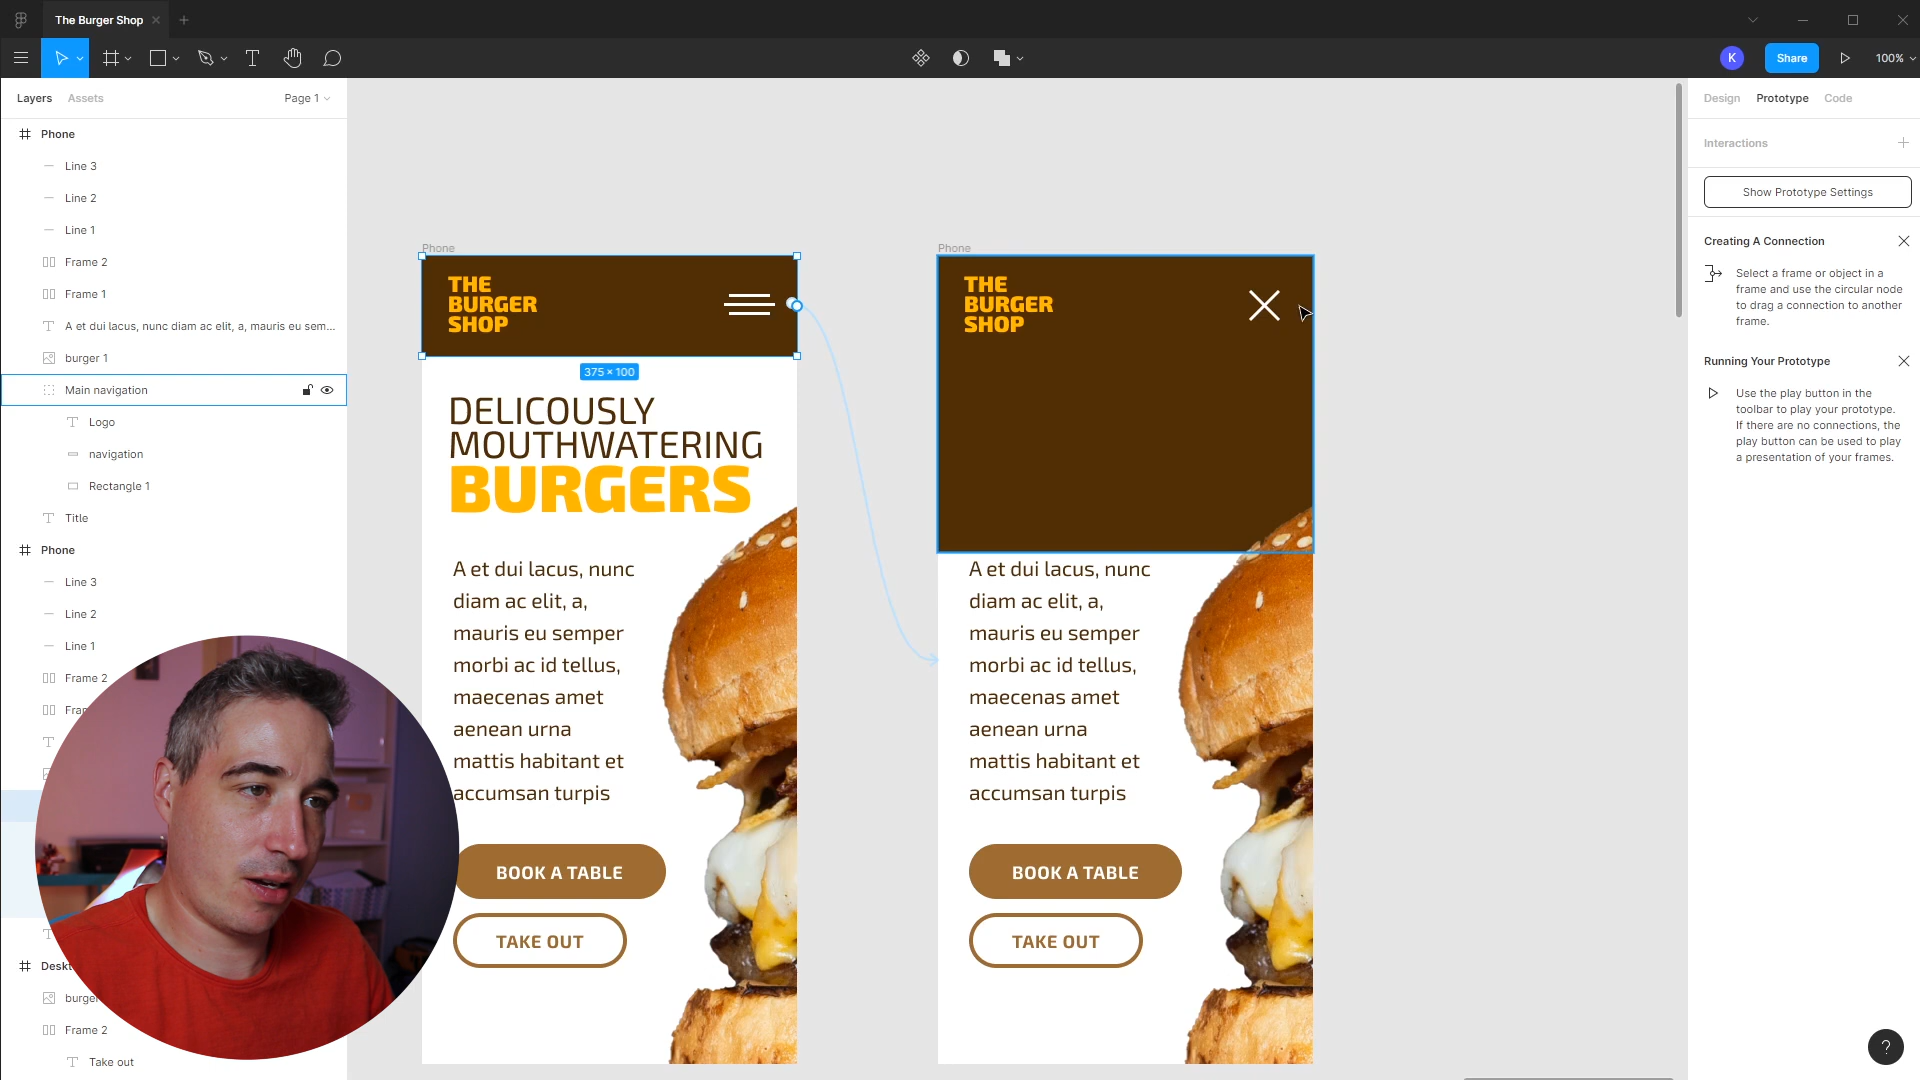 The Burger Shop
K
Share
100%
Layers
Assets
Page 1
Design
Prototype
Code
Phone
Line 3
Line 2
Line 1
Frame 2
Frame 1
A et dui lacus, nunc diam ac elit, a, mauris eu sem...
burger 1
Main navigation
Logo
navigation
Rectangle 1
Title
Phone
Line 3
Line 2
Line 1
Frame 2
Desk
burge
Frame 2
Take out
Phone
THE
BURGER
SHOP
375 × 100
DELICOUSLY
MOUTHWATERING
BURGERS
A et dui lacus, nunc
diam ac elit, a,
mauris eu semper
morbi ac id tellus,
maecenas amet
aenean urna
mattis habitant et
accumsan turpis
BOOK A TABLE
TAKE OUT
Phone
THE
BURGER
SHOP
A et dui lacus, nunc
diam ac elit, a,
mauris eu semper
morbi ac id tellus,
maecenas amet
aenean urna
mattis habitant et
accumsan turpis
BOOK A TABLE
TAKE OUT
Interactions
Show Prototype Settings
Creating A Connection
Select a frame or object in a
frame and use the circular node
to drag a connection to another
frame.
Running Your Prototype
Use the play button in the
toolbar to play your prototype.
If there are no connections, the
play button can be used to play
a presentation of your frames.
?